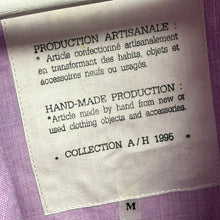 PRODUCTION ARTISANALE :
* Article confectionné artisanalement
en transformant des habits, objets et
accessoires neufs ou usagés.
HAND-MADE PRODUCTION :
* Article made by hand from new or
used clothing and accessories.
• COLLECTION A/H 1995 •
M